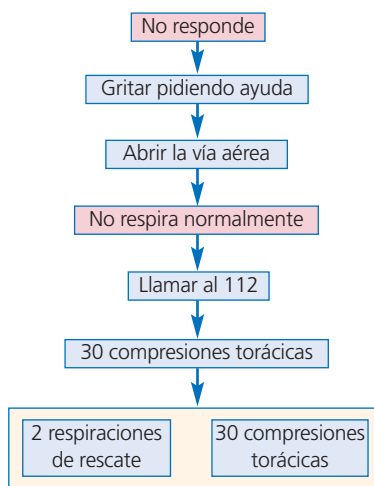 No responde
Gritar pidiendo ayuda
Abrir la vía aérea
No respira normalmente
Llamar al 112
30 compresiones torácicas
2 respiraciones
de rescate
30 compresiones
torácicas